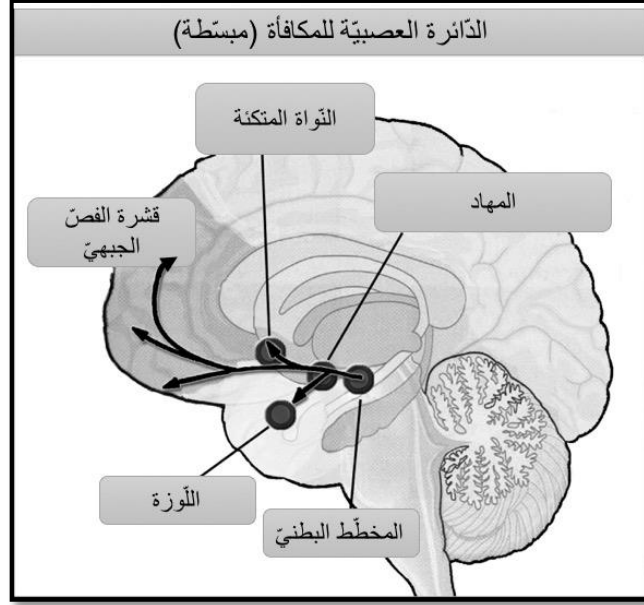 الدّائرة العصبيّة للمكافأة (مبسّطة)
النّواة المتكئة
المهاد
قشرة الفصّ
الجبهيّ
اللّوزة
المخطّط البطنيّ